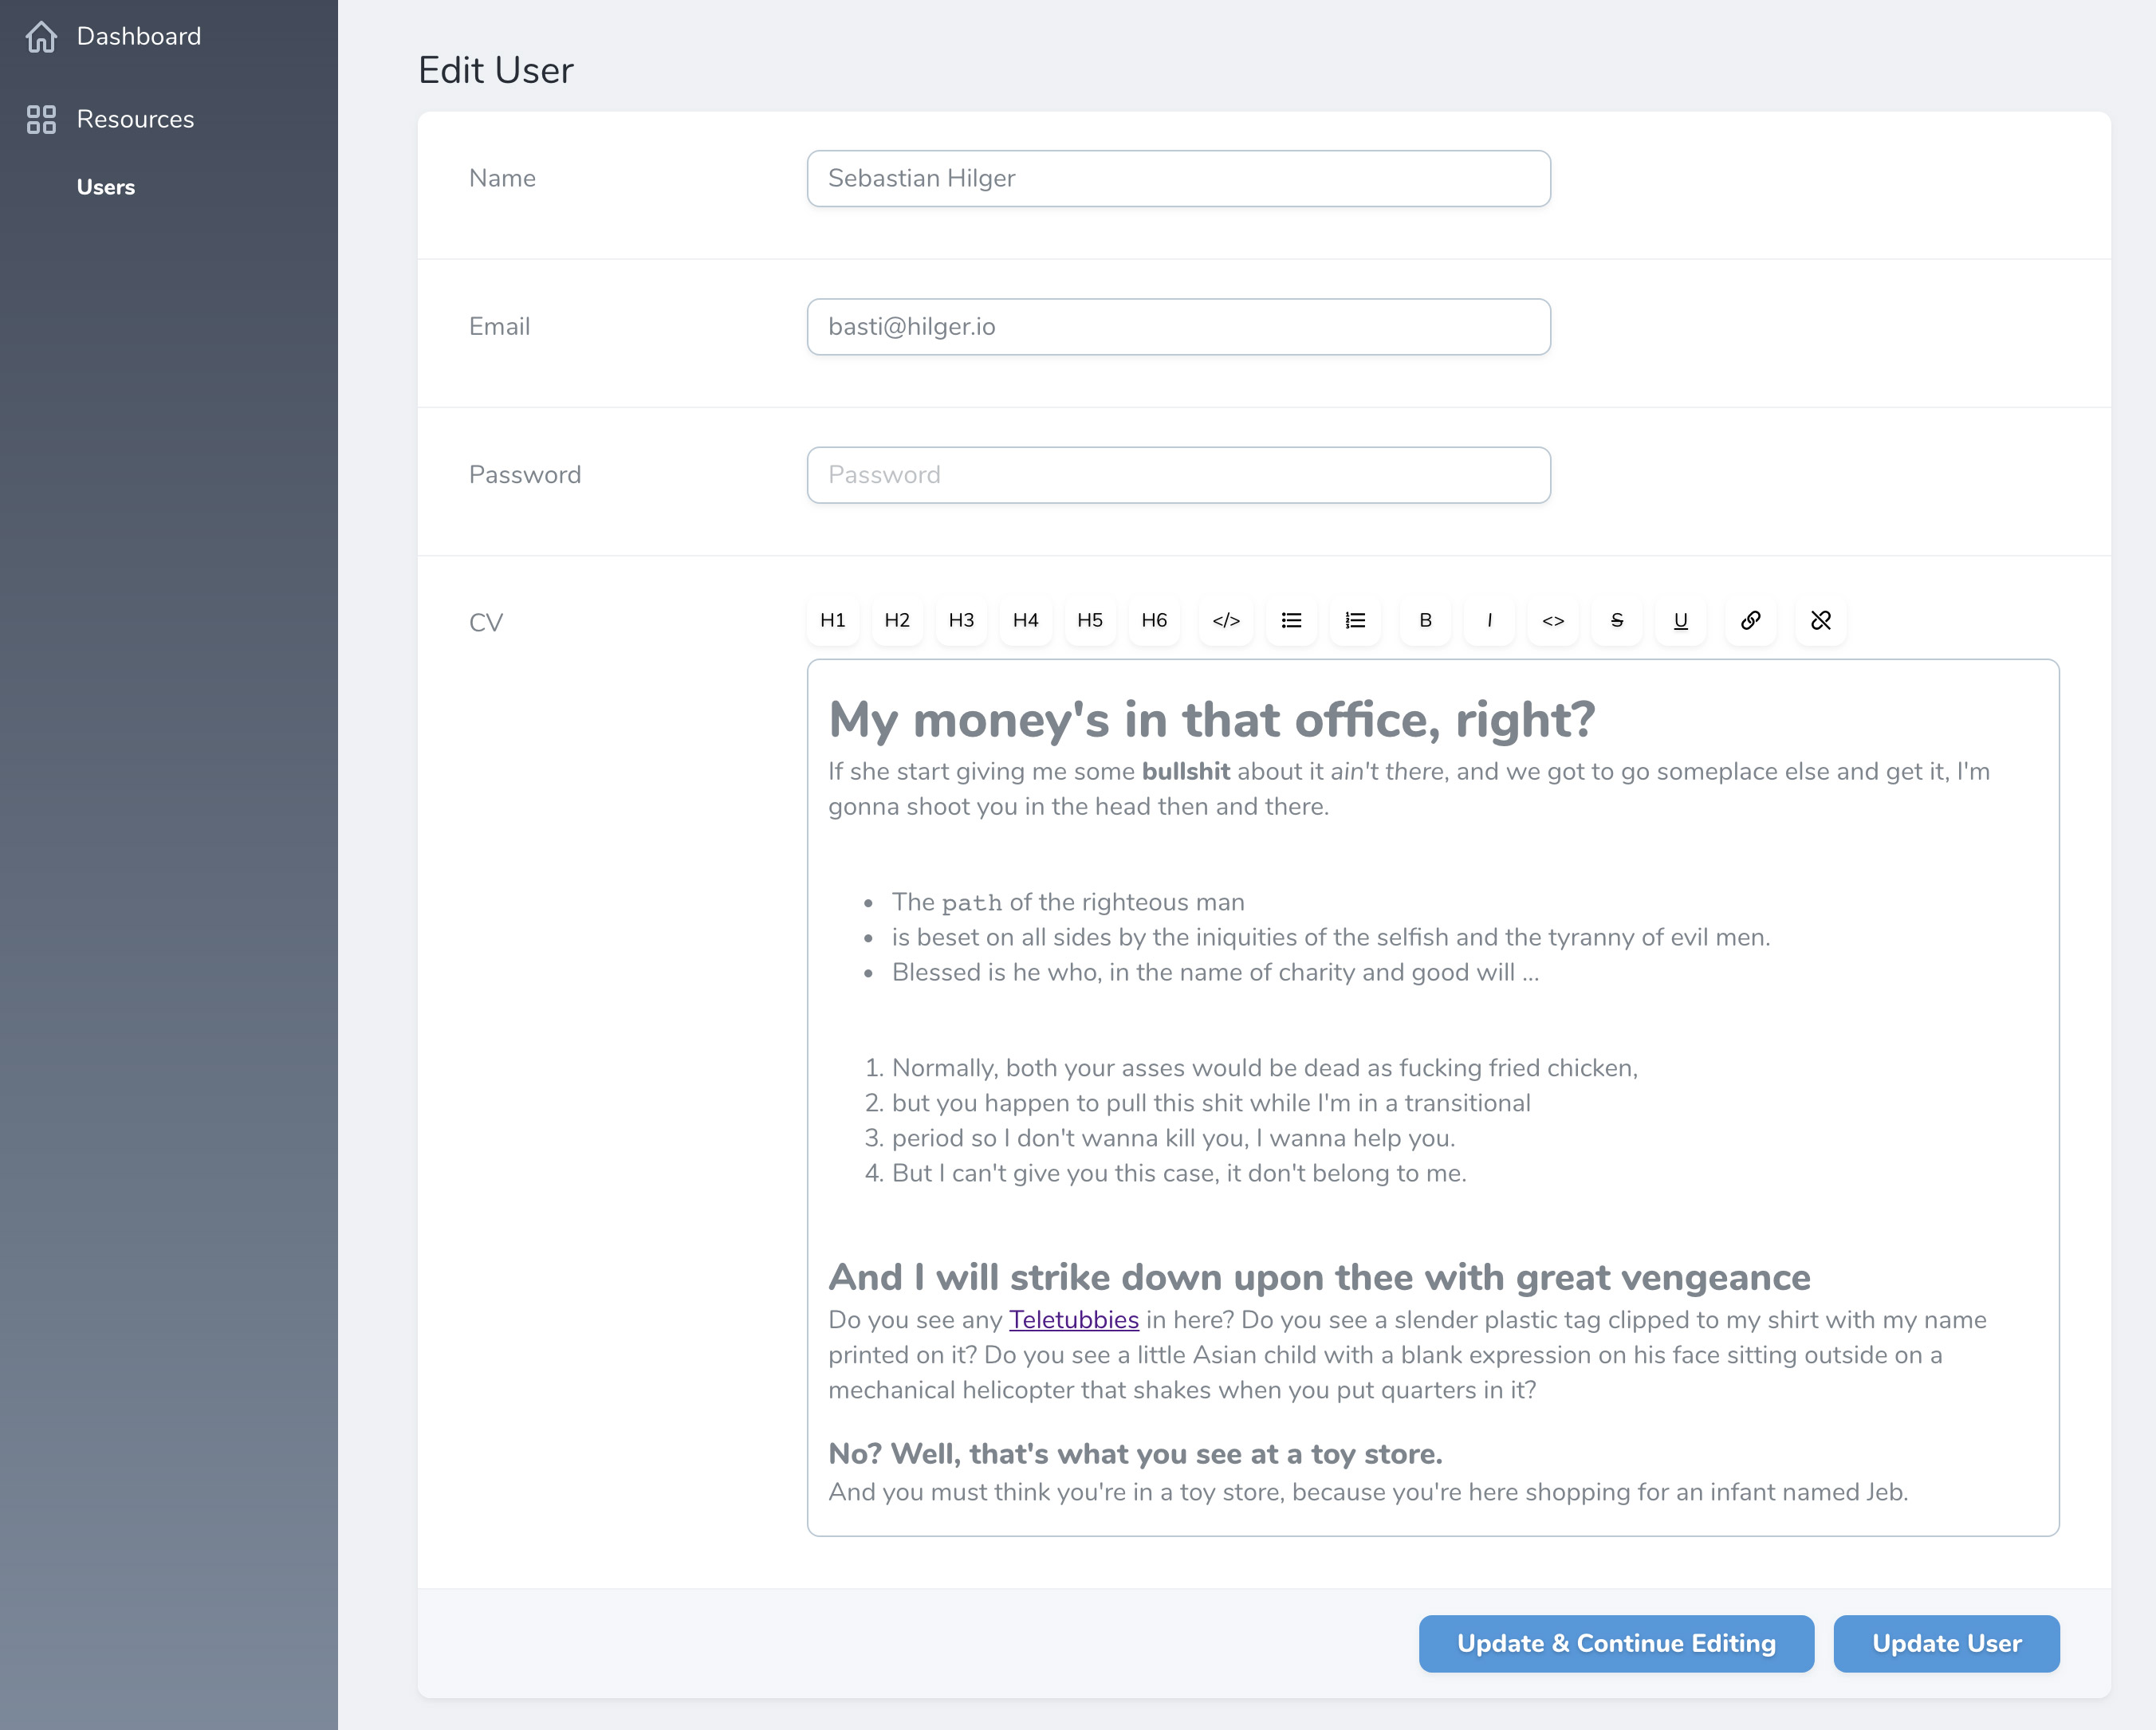 Dashboard
Resources
Users
Edit User
Name
Sebastian Hilger
Email
basti@hilger.io
Password
Password
CV
H1 H2 H3 H4 H5 H6 </> B I <> S U
My money's in that office, right?
If she start giving me some bullshit about it ain't there, and we got to go someplace else and get it, I'm
gonna shoot you in the head then and there.
• The path of the righteous man
• is beset on all sides by the iniquities of the selfish and the tyranny of evil men.
• Blessed is he who, in the name of charity and good will ...
1. Normally, both your asses would be dead as fucking fried chicken,
2. but you happen to pull this shit while I'm in a transitional
3. period so I don't wanna kill you, I wanna help you.
4. But I can't give you this case, it don't belong to me.
And I will strike down upon thee with great vengeance
Do you see any Teletubbies in here? Do you see a slender plastic tag clipped to my shirt with my name
printed on it? Do you see a little Asian child with a blank expression on his face sitting outside on a
mechanical helicopter that shakes when you put quarters in it?
No? Well, that's what you see at a toy store.
And you must think you're in a toy store, because you're here shopping for an infant named Jeb.
Update & Continue Editing
Update User